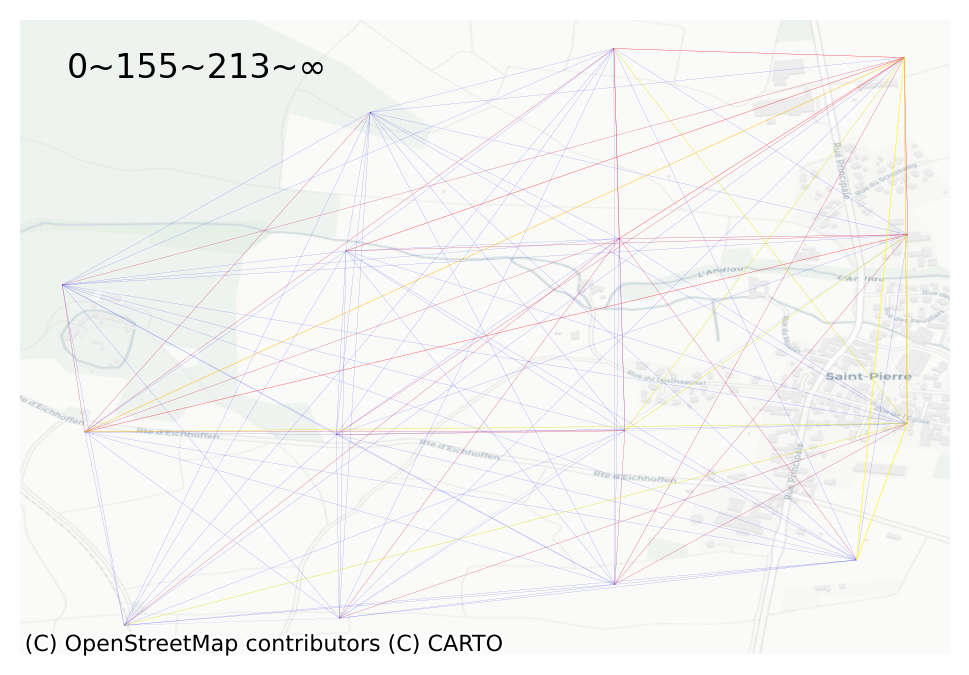 0~155~213~∞
Rue Principale
Rue du Schneeweg
L'Andlau
L'Andlau
Saint-Pierre
Rte d'Eichhoffen
Rte d'Eichhoffen
Rte d'Eichhoffen
Rte d'Eichhoffen
Rue Principale
(C) OpenStreetMap contributors (C) CARTO